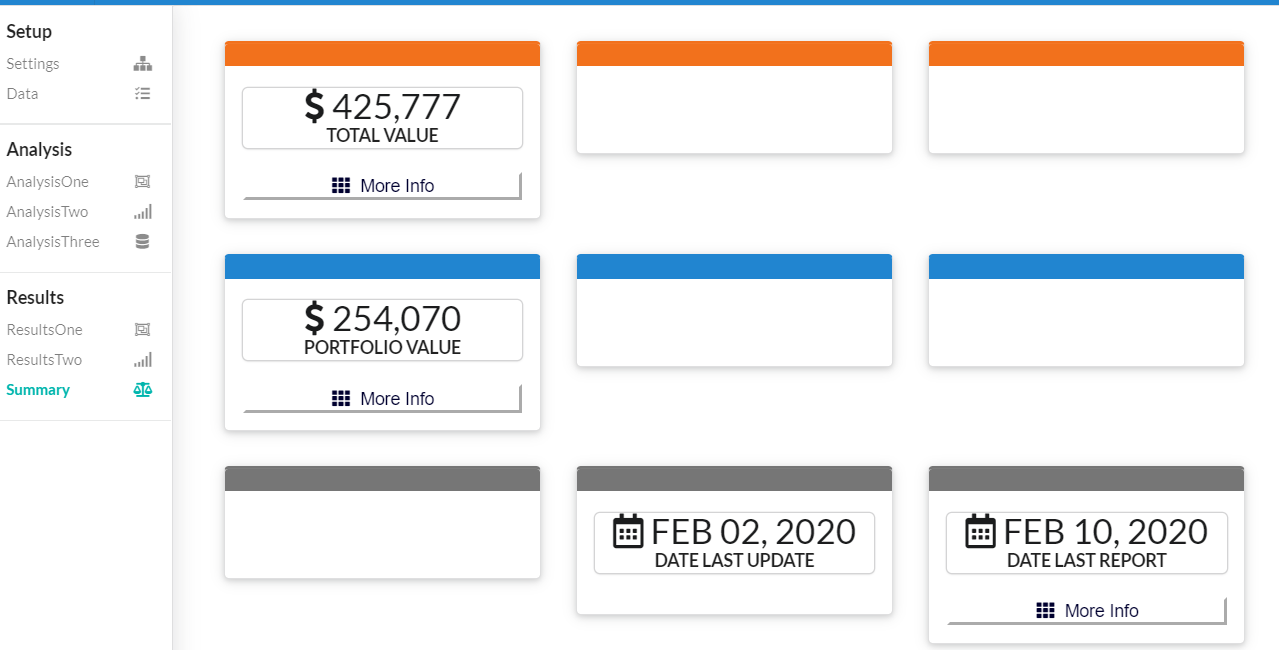 Setup
Settings
Data
Analysis
AnalysisOne
AnalysisTwo
AnalysisThree
Results
ResultsOne
ResultsTwo
Summary
$ 425,777
TOTAL VALUE
More Info
$ 254,070
PORTFOLIO VALUE
More Info
FEB 02, 2020
DATE LAST UPDATE
FEB 10, 2020
DATE LAST REPORT
More Info